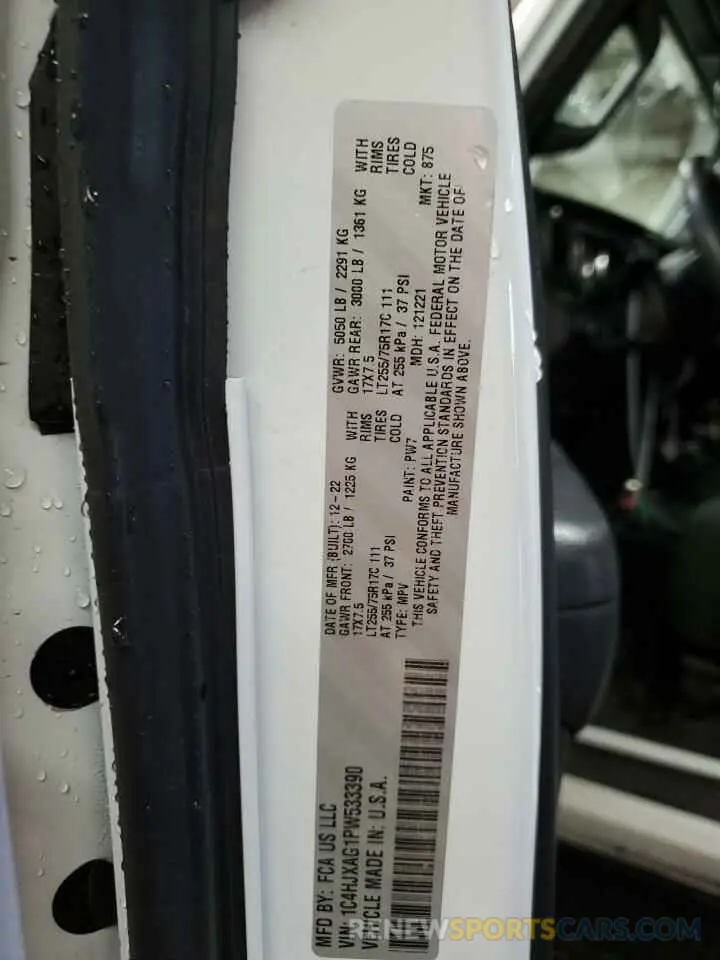 MFD BY: FCA US LLC
VIN: 1C4HJXAG1PW533390
VEHICLE MADE IN: U.S.A.
DATE OF MFR (BUILT): 12-22
GAWR FRONT: 2700 LB / 1225 KG WITH
17X7.5 RIMS
LT255/75R17C 111 TIRES
AT 255 kPa / 37 PSI COLD
TYPE: MPV
GVWR: 5050 LB / 2291 KG
GAWR REAR: 3000 LB / 1361 KG WITH
17X7.5 RIMS
LT255/75R17C 111 TIRES
AT 255 kPa / 37 PSI COLD
PAINT: PW7 MDH: 121221 MKT: 875
THIS VEHICLE CONFORMS TO ALL APPLICABLE U.S.A. FEDERAL MOTOR VEHICLE
SAFETY AND THEFT PREVENTION STANDARDS IN EFFECT ON THE DATE OF
MANUFACTURE SHOWN ABOVE.
RENEWSPORTSCARS.COM